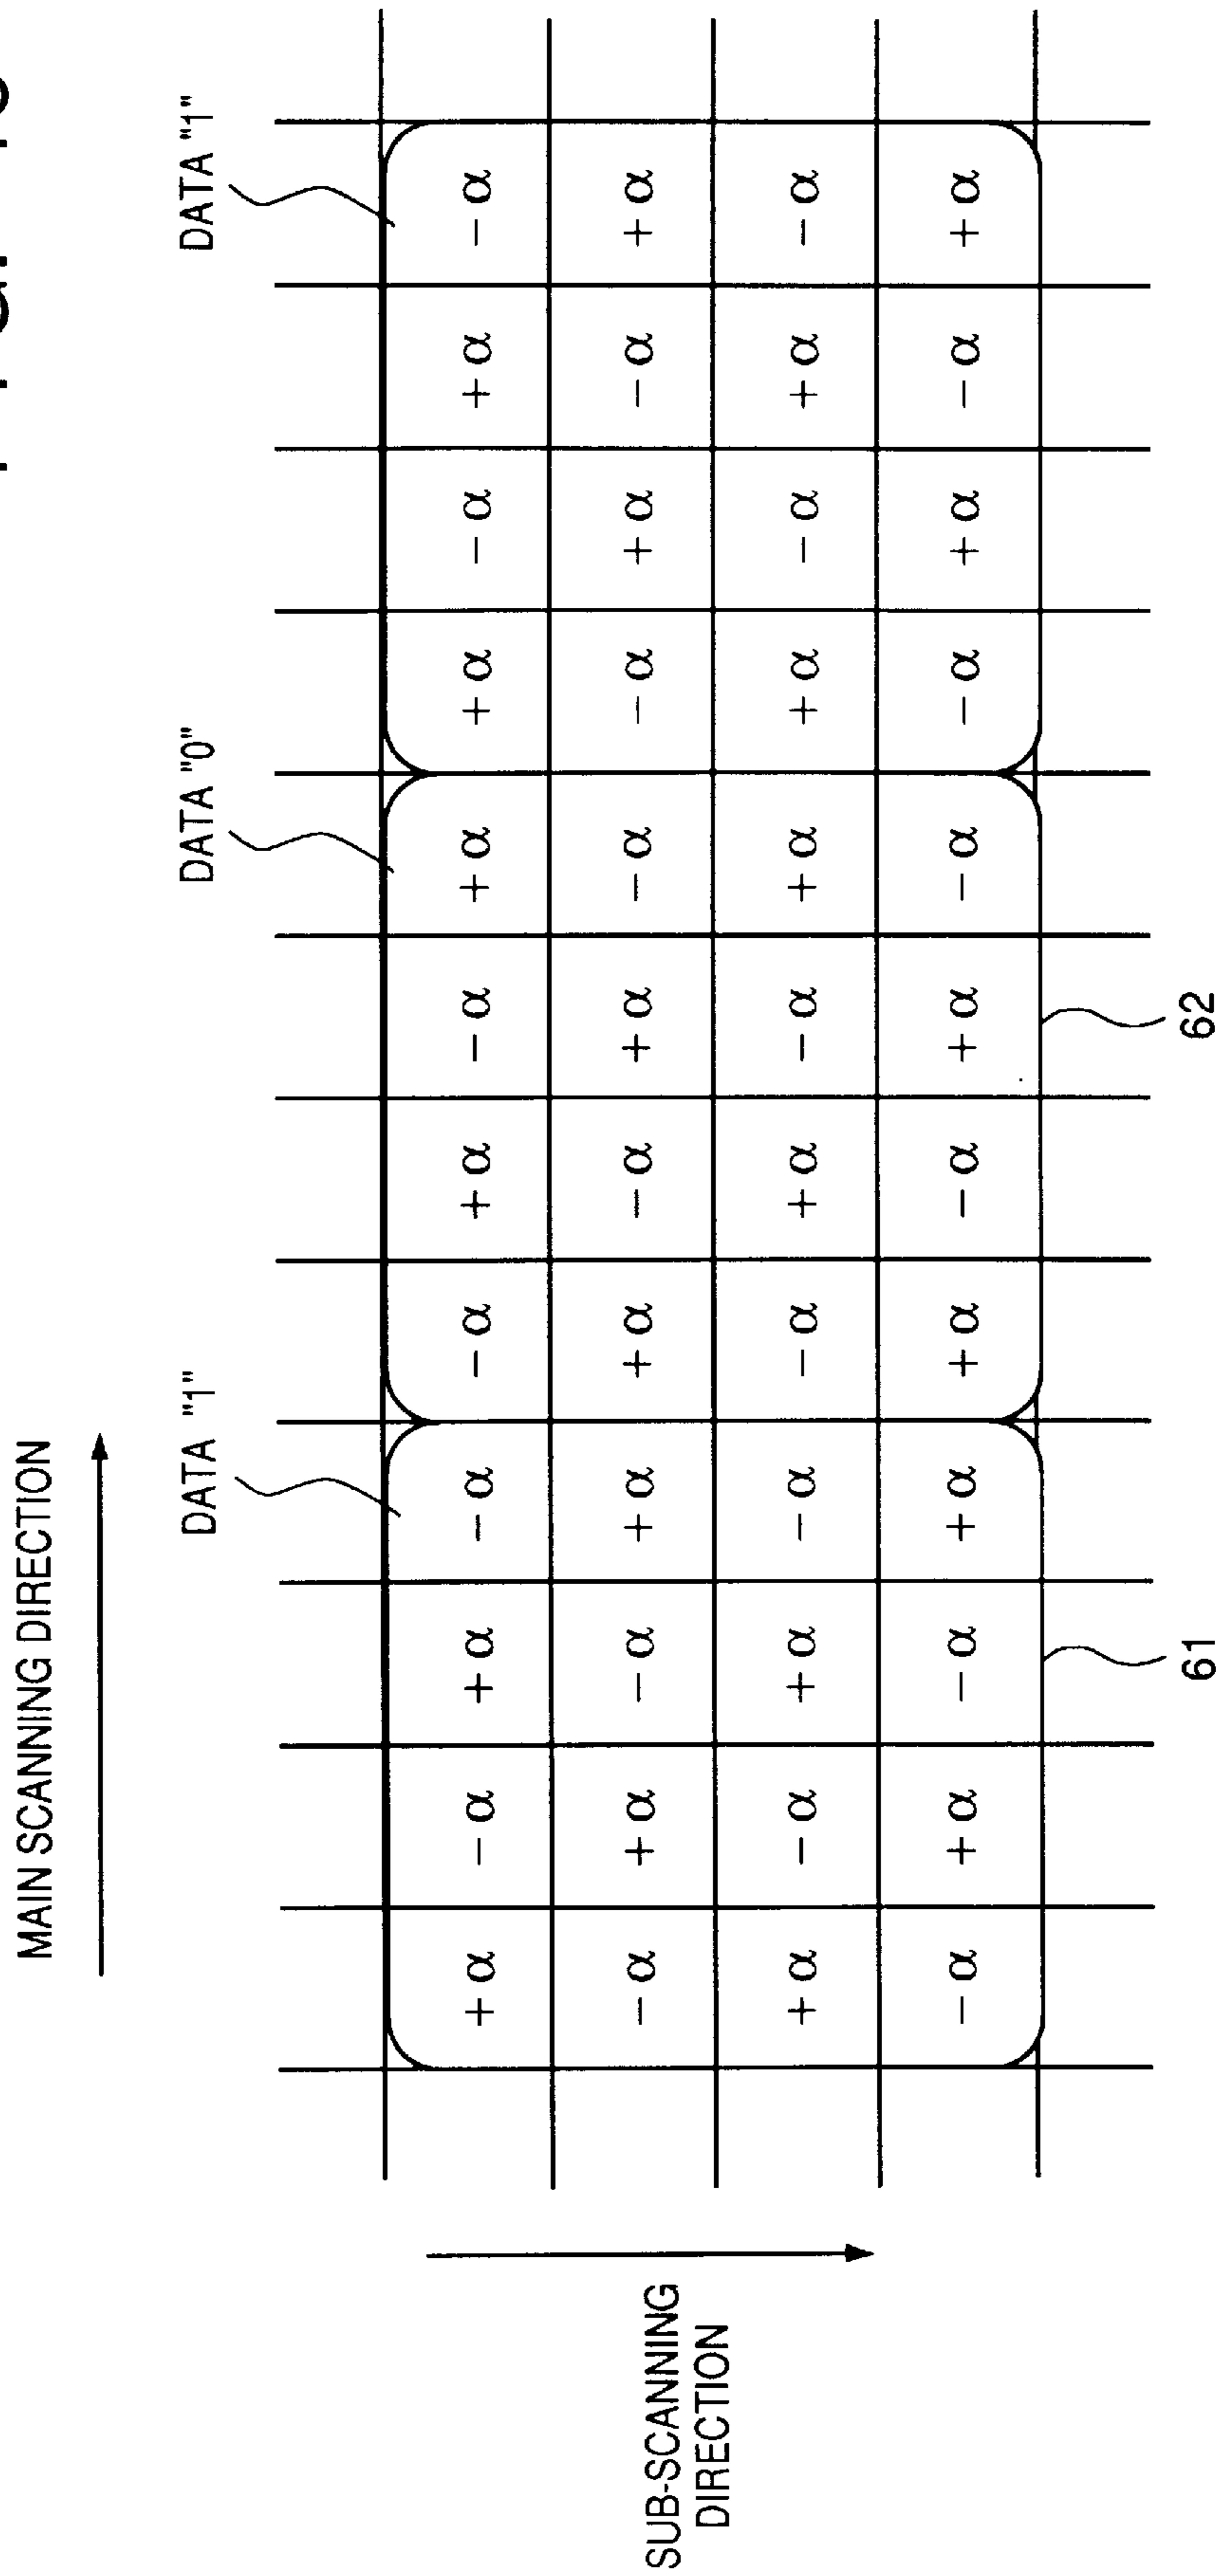 MAIN SCANNING DIRECTION
DATA "1" DATA "0" DATA "1"
+α −α +α −α −α +α −α +α +α −α +α −α
−α +α −α +α +α −α +α −α −α +α −α +α
+α −α +α −α −α +α −α +α +α −α +α −α
−α +α −α +α +α −α +α −α −α +α −α +α
SUB-SCANNING
DIRECTION
61 62